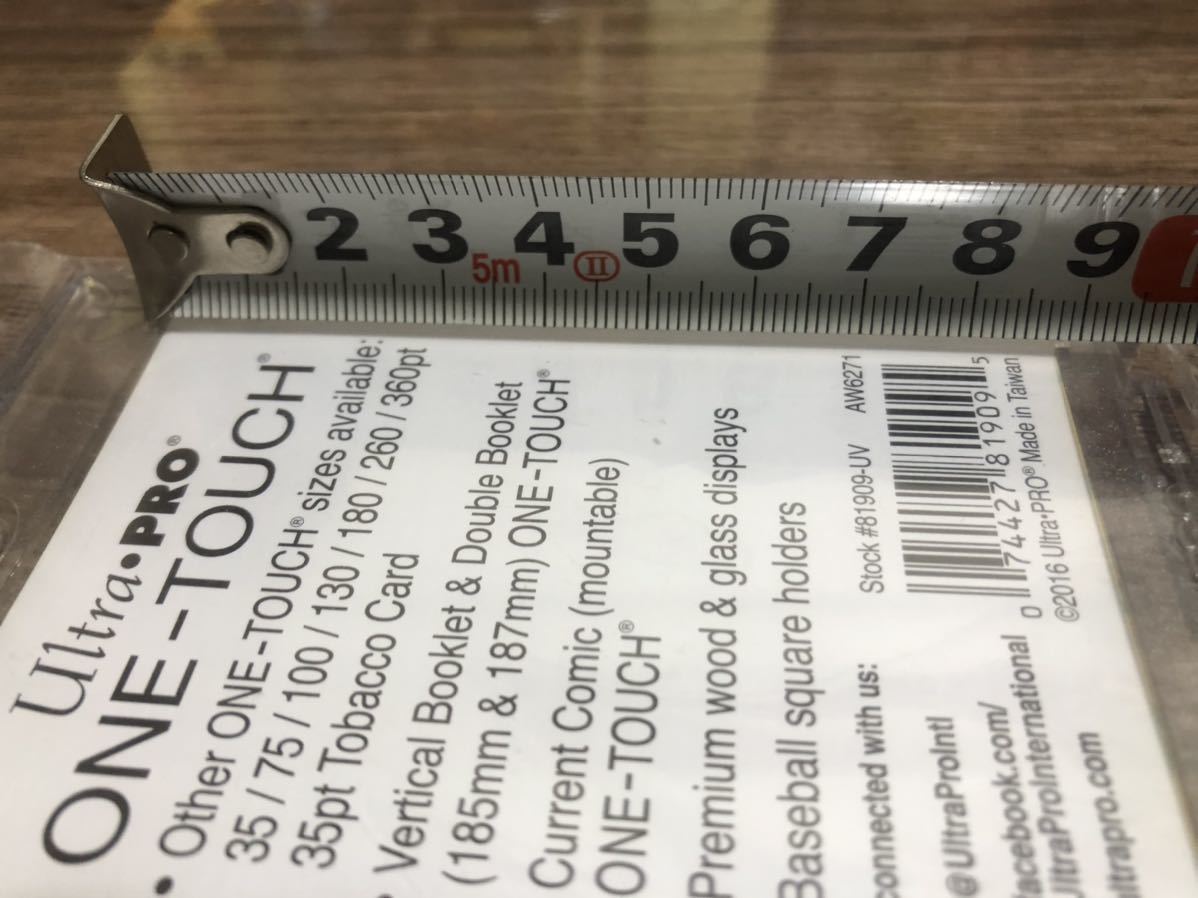 2 3 4 5 6 7 8 9
5m II
Ultra•PRO®
ONE-TOUCH®
• Other ONE-TOUCH® sizes available:
35 / 75 / 100 / 130 / 180 / 260 / 360pt
35pt Tobacco Card
• Vertical Booklet & Double Booklet
(185mm & 187mm) ONE-TOUCH®
Current Comic (mountable)
ONE-TOUCH®
Premium wood & glass displays
Baseball square holders
connected with us:
@UltraProIntl
facebook.com/
UltraProInternational
ultrapro.com
Stock #81909-UV AW6271
0 74427 81909 5
©2016 Ultra•PRO® Made in Taiwan